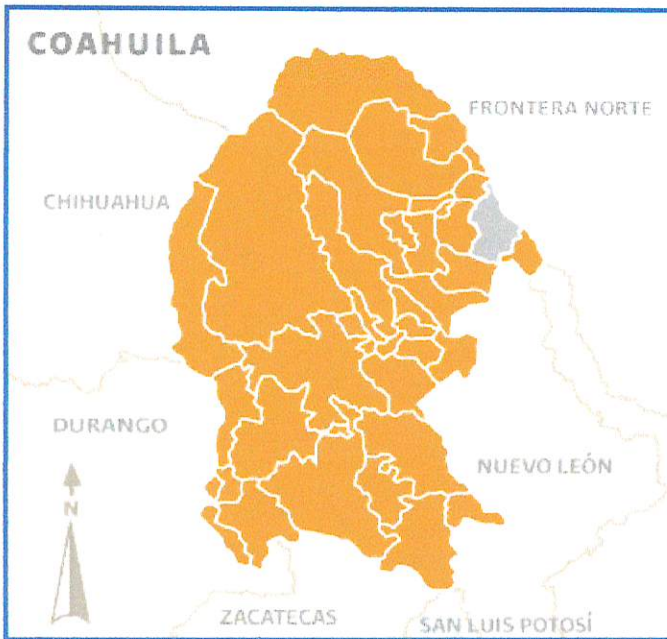 COAHUILA
FRONTERA NORTE
CHIHUAHUA
DURANGO
NUEVO LEÓN
N
ZACATECAS
SAN LUIS POTOSÍ